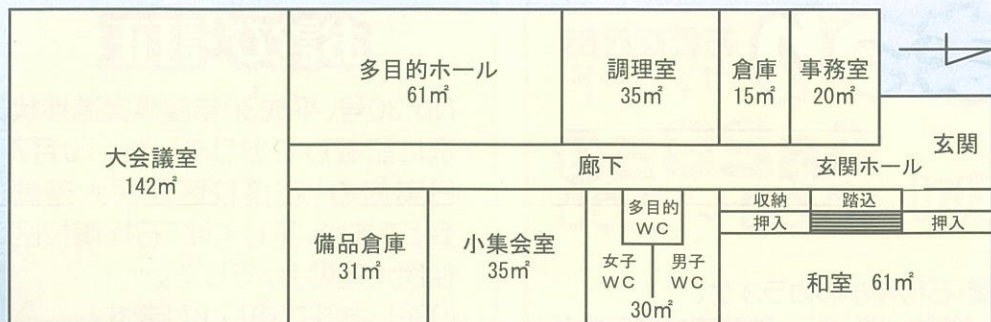 大会議室
142㎡
多目的ホール
61㎡
調理室
35㎡
倉庫
15㎡
事務室
20㎡
玄関
廊下
玄関ホール
備品倉庫
31㎡
小集会室
35㎡
多目的
WC
女子
WC
男子
WC
30㎡
収納
踏込
押入
押入
和室 61㎡